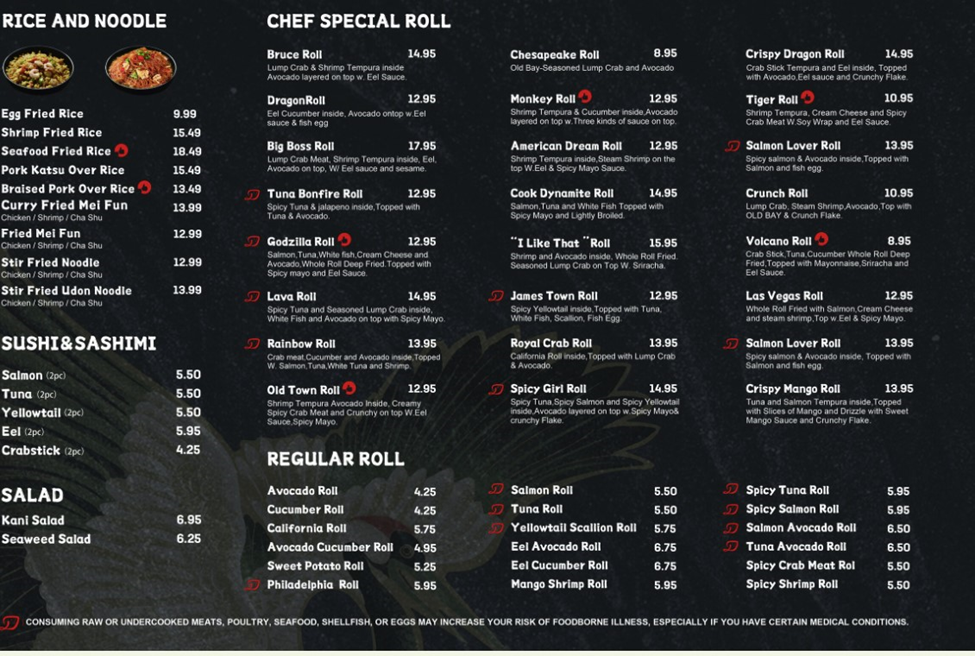 RICE AND NOODLE
Egg Fried Rice 9.99
Shrimp Fried Rice 15.49
Seafood Fried Rice 18.49
Pork Katsu Over Rice 15.49
Braised Pork Over Rice 13.49
Curry Fried Mei Fun 13.99
Chicken / Shrimp / Cha Shu
Fried Mei Fun 12.99
Chicken / Shrimp / Cha Shu
Stir Fried Noodle 12.99
Chicken / Shrimp / Cha Shu
Stir Fried Udon Noodle 13.99
Chicken / Shrimp / Cha Shu
SUSHI&SASHIMI
Salmon (2pc) 5.50
Tuna (2pc) 5.50
Yellowtail (2pc) 5.50
Eel (2pc) 5.95
Crabstick (2pc) 4.25
SALAD
Kani Salad 6.95
Seaweed Salad 6.25
CHEF SPECIAL ROLL
Bruce Roll 14.95
Lump Crab & Shrimp Tempura inside
Avocado layered on top w. Eel Sauce.
DragonRoll 12.95
Eel Cucumber inside, Avocado ontop w.Eel
sauce & fish egg
Big Boss Roll 17.95
Lump Crab Meat, Shrimp Tempura inside, Eel,
Avocado on top, W/ Eel sauce and sesame.
Tuna Bonfire Roll 12.95
Spicy Tuna & jalapeno inside,Topped with
Tuna & Avocado.
Godzilla Roll 12.95
Salmon,Tuna,White fish,Cream Cheese and
Avocado,Whole Roll Deep Fried.Topped with
Spicy mayo and Eel Sauce.
Lava Roll 14.95
Spicy Tuna and Seasoned Lump Crab inside,
White Fish and Avocado on top with Spicy Mayo.
Rainbow Roll 13.95
Crab meat,Cucumber and Avocado inside,Topped
W. Salmon,Tuna,White Tuna and Shrimp.
Old Town Roll 12.95
Shrimp Tempura Avocado Inside, Creamy
Spicy Crab Meat and Crunchy on top W.Eel
Sauce,Spicy Mayo.
Chesapeake Roll 8.95
Old Bay-Seasoned Lump Crab and Avocado
Monkey Roll 12.95
Shrimp Tempura & Cucumber inside,Avocado
layered on top w.Three kinds of sauce on top.
American Dream Roll 12.95
Shrimp Tempura inside,Steam Shrimp on the
top W.Eel & Spicy Mayo Sauce.
Cook Dynamite Roll 14.95
Salmon,Tuna and White Fish Topped with
Spicy Mayo and Lightly Broiled.
"I Like That "Roll 15.95
Shrimp and Avocado inside, Whole Roll Fried.
Seasoned Lump Crab on Top W. Sriracha.
James Town Roll 12.95
Spicy Yellowtail inside,Topped with Tuna,
White Fish, Scallion, Fish Egg.
Royal Crab Roll 13.95
California Roll inside,Topped with Lump Crab
& Avocado.
Spicy Girl Roll 14.95
Spicy Tuna,Spicy Salmon and Spicy Yellowtail
inside,Avocado layered on top w.Spicy Mayo&
crunchy Flake.
Crispy Dragon Roll 14.95
Crab Stick Tempura and Eel inside, Topped
with Avocado,Eel sauce and Crunchy Flake.
Tiger Roll 10.95
Shrimp Tempura, Cream Cheese and Spicy
Crab Meat W.Soy Wrap and Eel Sauce.
Salmon Lover Roll 13.95
Spicy salmon & Avocado inside,Topped with
Salmon and fish egg.
Crunch Roll 10.95
Lump Crab, Steam Shrimp,Avocado,Top with
OLD BAY & Crunch Flake.
Volcano Roll 8.95
Crab Stick,Tuna,Cucumber Whole Roll Deep
Fried,Topped with Mayonnaise,Sriracha and
Eel Sauce.
Las Vegas Roll 12.95
Whole Roll Fried with Salmon,Cream Cheese
and steam shrimp,Top w.Eel & Spicy Mayo.
Salmon Lover Roll 13.95
Spicy salmon & Avocado inside, Topped with
Salmon and fish egg.
Crispy Mango Roll 13.95
Tuna and Salmon Tempura inside,Topped
with Slices of Mango and Drizzle with Sweet
Mango Sauce and Crunchy Flake.
REGULAR ROLL
Avocado Roll 4.25
Cucumber Roll 4.25
California Roll 5.75
Avocado Cucumber Roll 4.95
Sweet Potato Roll 5.25
Philadelphia Roll 5.95
Salmon Roll 5.50
Tuna Roll 5.50
Yellowtail Scallion Roll 5.75
Eel Avocado Roll 6.75
Eel Cucumber Roll 6.75
Mango Shrimp Roll 5.95
Spicy Tuna Roll 5.95
Spicy Salmon Roll 5.95
Salmon Avocado Roll 6.50
Tuna Avocado Roll 6.50
Spicy Crab Meat Rol 5.50
Spicy Shrimp Roll 5.50
CONSUMING RAW OR UNDERCOOKED MEATS, POULTRY, SEAFOOD, SHELLFISH, OR EGGS MAY INCREASE YOUR RISK OF FOODBORNE ILLNESS, ESPECIALLY IF YOU HAVE CERTAIN MEDICAL CONDITIONS.